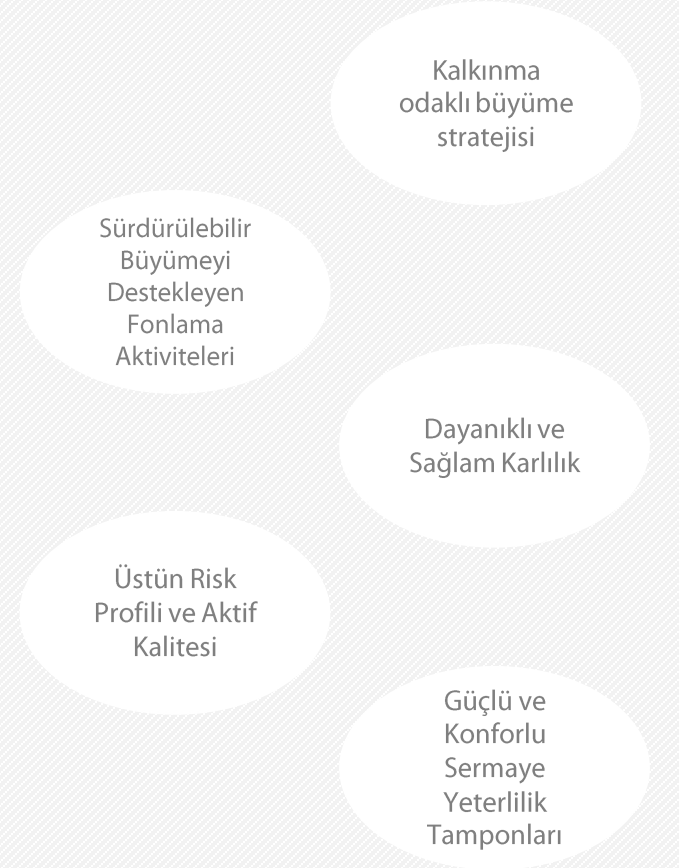 Kalkınma
odaklı büyüme
stratejisi
Sürdürülebilir
Büyümeyi
Destekleyen
Fonlama
Aktiviteleri
Dayanıklı ve
Sağlam Karlılık
Üstün Risk
Profili ve Aktif
Kalitesi
Güçlü ve
Konforlu
Sermaye
Yeterlilik
Tamponları